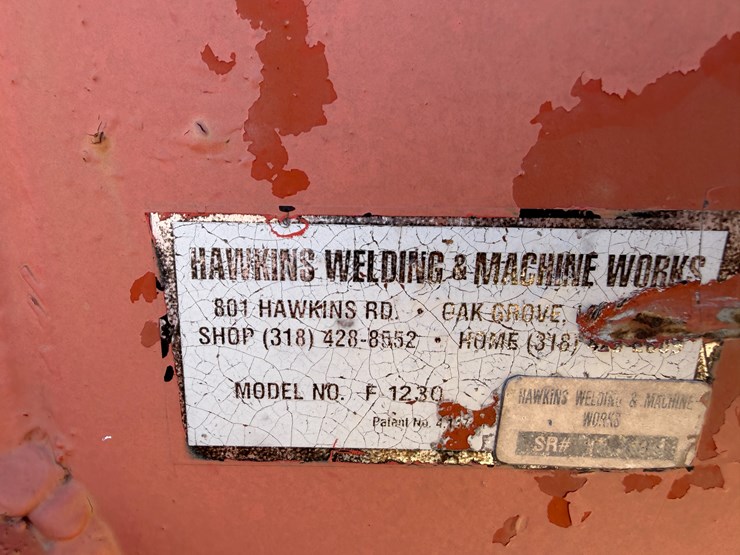 HAWKINS WELDING & MACHINE WORKS
801 HAWKINS RD. • OAK GROVE
SHOP (318) 428-8552 • HOME (318)
MODEL NO. F 1230
Patent No.
HAWKINS WELDING & MACHINE
WORKS
SR#